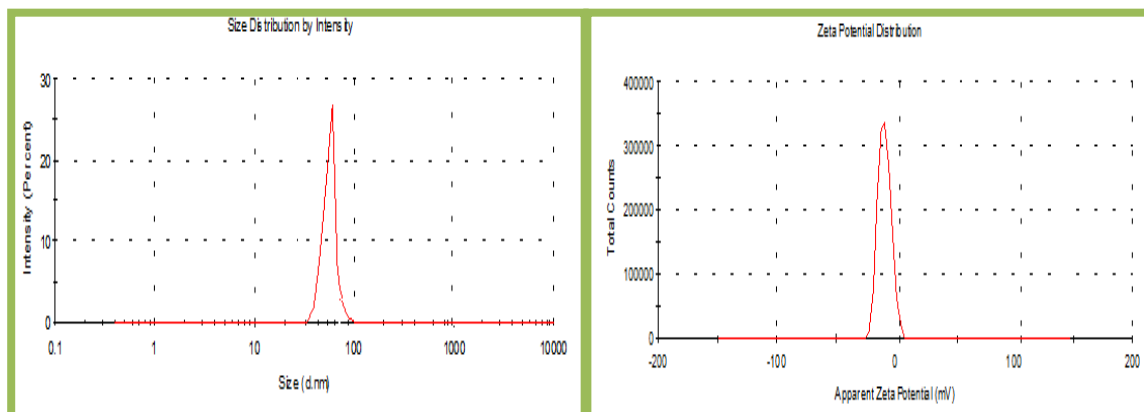 Size Distribution by Intensity
Intensity (Percent)
30
20
10
0
0.1 1 10 100 1000 10000
Size (d.nm)
Zeta Potential Distribution
Total Counts
400000
300000
200000
100000
0
-200 -100 0 100 200
Apparent Zeta Potential (mV)